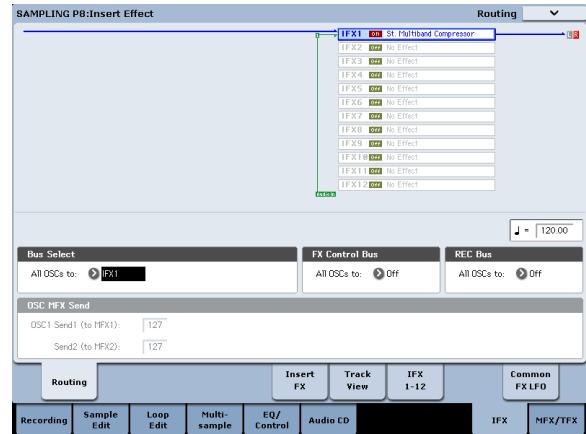 SAMPLING P8:Insert Effect
Routing
IFX1 On St. Multiband Compressor
L R
IFX2 Off No Effect
IFX3 Off No Effect
IFX4 Off No Effect
IFX5 Off No Effect
IFX6 Off No Effect
IFX7 Off No Effect
IFX8 Off No Effect
IFX9 Off No Effect
IFX10 Off No Effect
IFX11 Off No Effect
IFX12 Off No Effect
Audio In
♩ = 120.00
Bus Select
FX Control Bus
REC Bus
All OSCs to: IFX1
All OSCs to: Off
All OSCs to: Off
OSC MFX Send
OSC1 Send1 (to MFX1): 127
Send2 (to MFX2): 127
Routing
Insert FX
Track View
IFX 1-12
Common FX LFO
Recording
Sample Edit
Loop Edit
Multi-sample
EQ/ Control
Audio CD
IFX
MFX/TFX